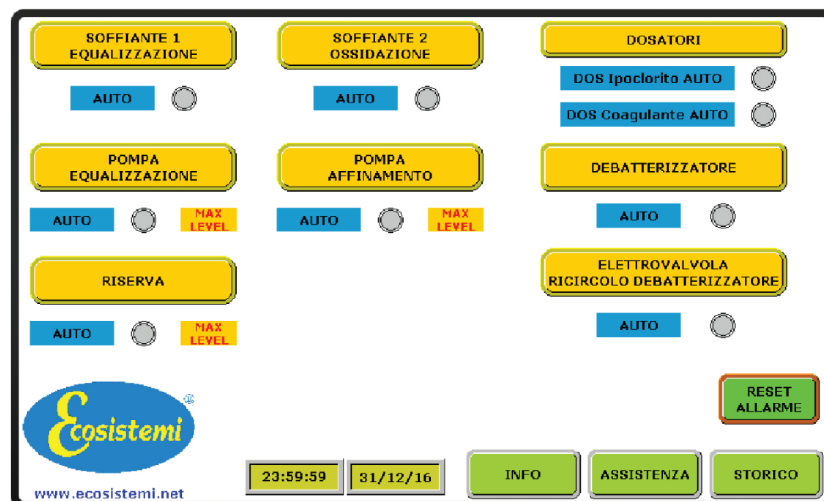 SOFFIANTE 1
EQUALIZZAZIONE
AUTO
SOFFIANTE 2
OSSIDAZIONE
AUTO
DOSATORI
DOS Ipoclorito AUTO
DOS Coagulante AUTO
POMPA
EQUALIZZAZIONE
AUTO
MAX
LEVEL
POMPA
AFFINAMENTO
AUTO
MAX
LEVEL
DEBATTERIZZATORE
AUTO
RISERVA
AUTO
MAX
LEVEL
ELETTROVALVOLA
RICIRCOLO DEBATTERIZZATORE
AUTO
RESET
ALLARME
Ecosistemi®
www.ecosistemi.net
23:59:59
31/12/16
INFO
ASSISTENZA
STORICO